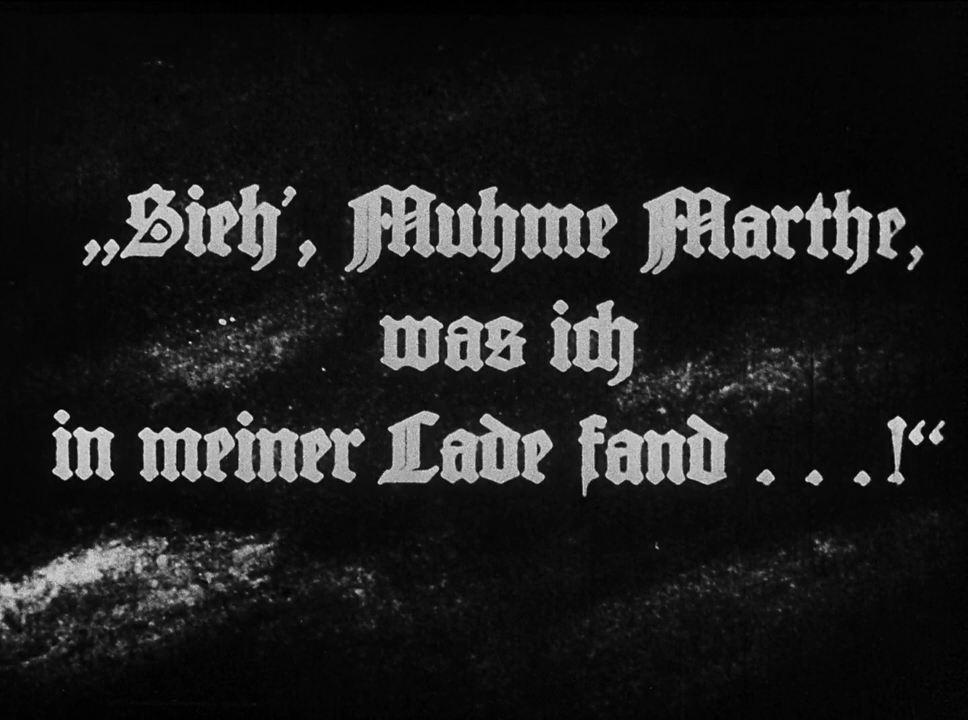 „Sieh’, Muhme Marthe,
was ich
in meiner Lade fand . . .!“